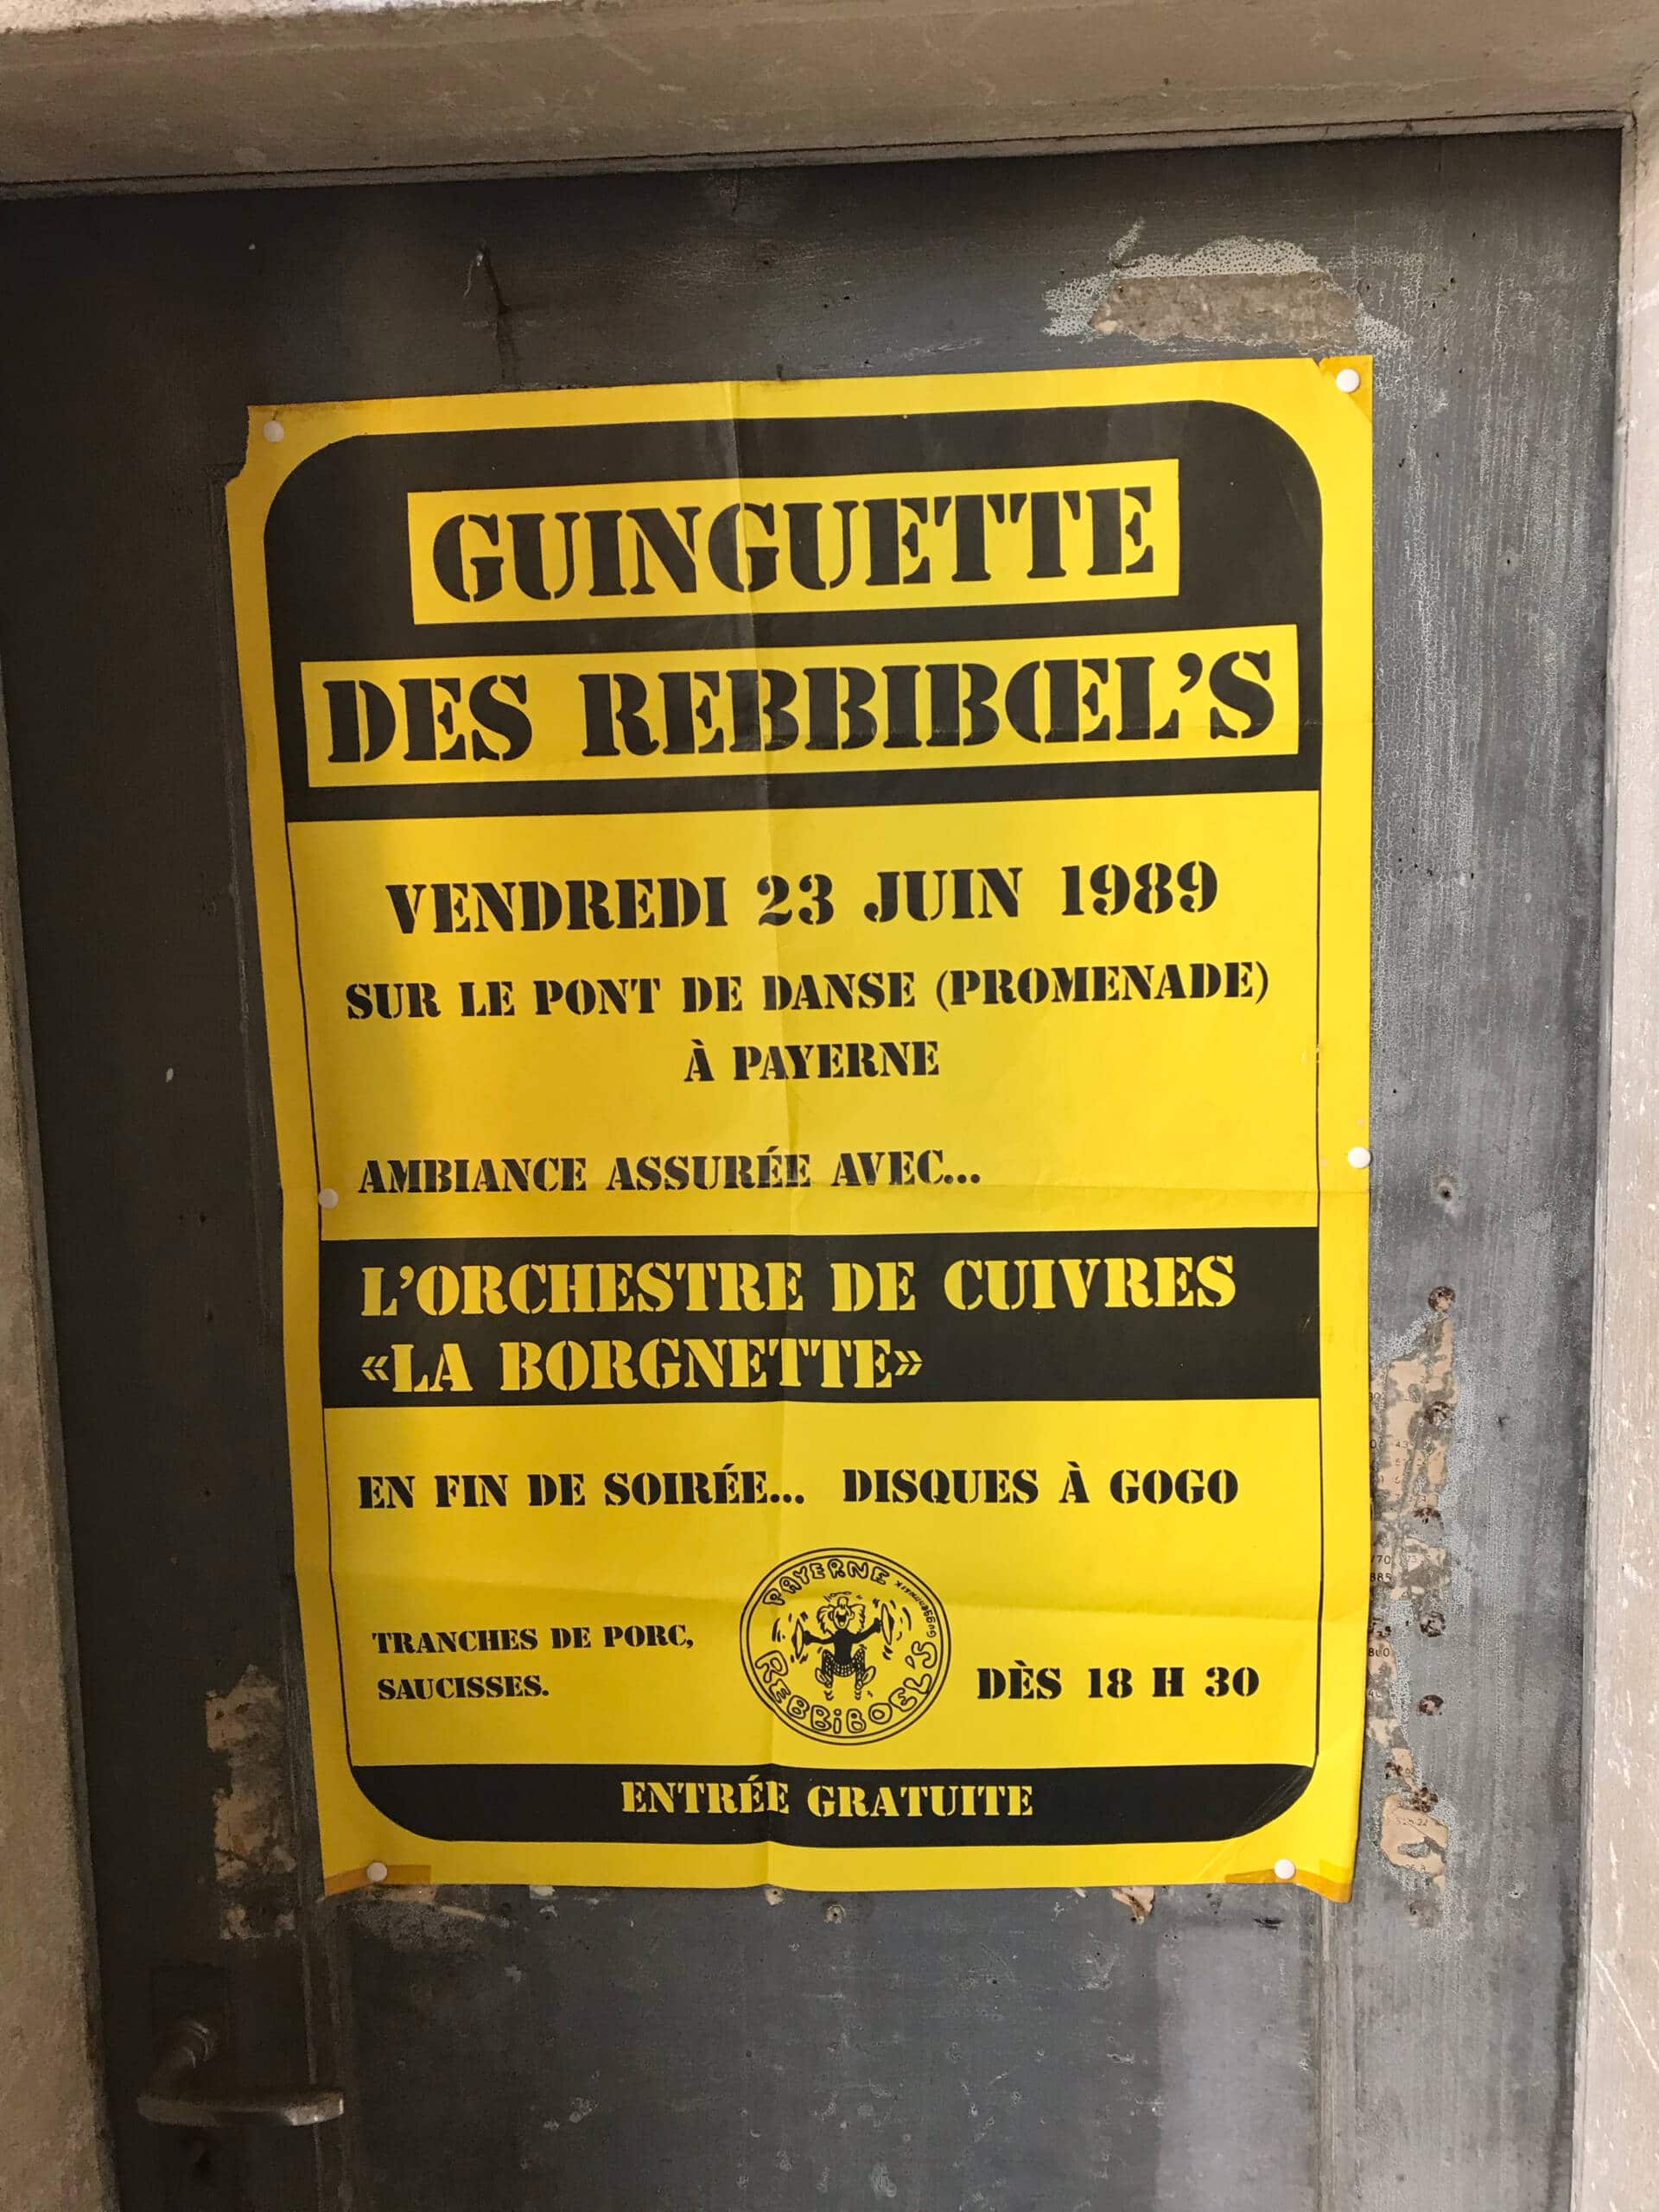 GUINGUETTE
DES REBBIBŒL'S
VENDREDI 23 JUIN 1989
SUR LE PONT DE DANSE (PROMENADE)
À PAYERNE
AMBIANCE ASSURÉE AVEC...
L'ORCHESTRE DE CUIVRES
«LA BORGNETTE»
EN FIN DE SOIRÉE... DISQUES À GOGO
TRANCHES DE PORC,
SAUCISSES.
PAYERNE
Guggenmusik
REBBiBOEL'S
DÈS 18 H 30
ENTRÉE GRATUITE